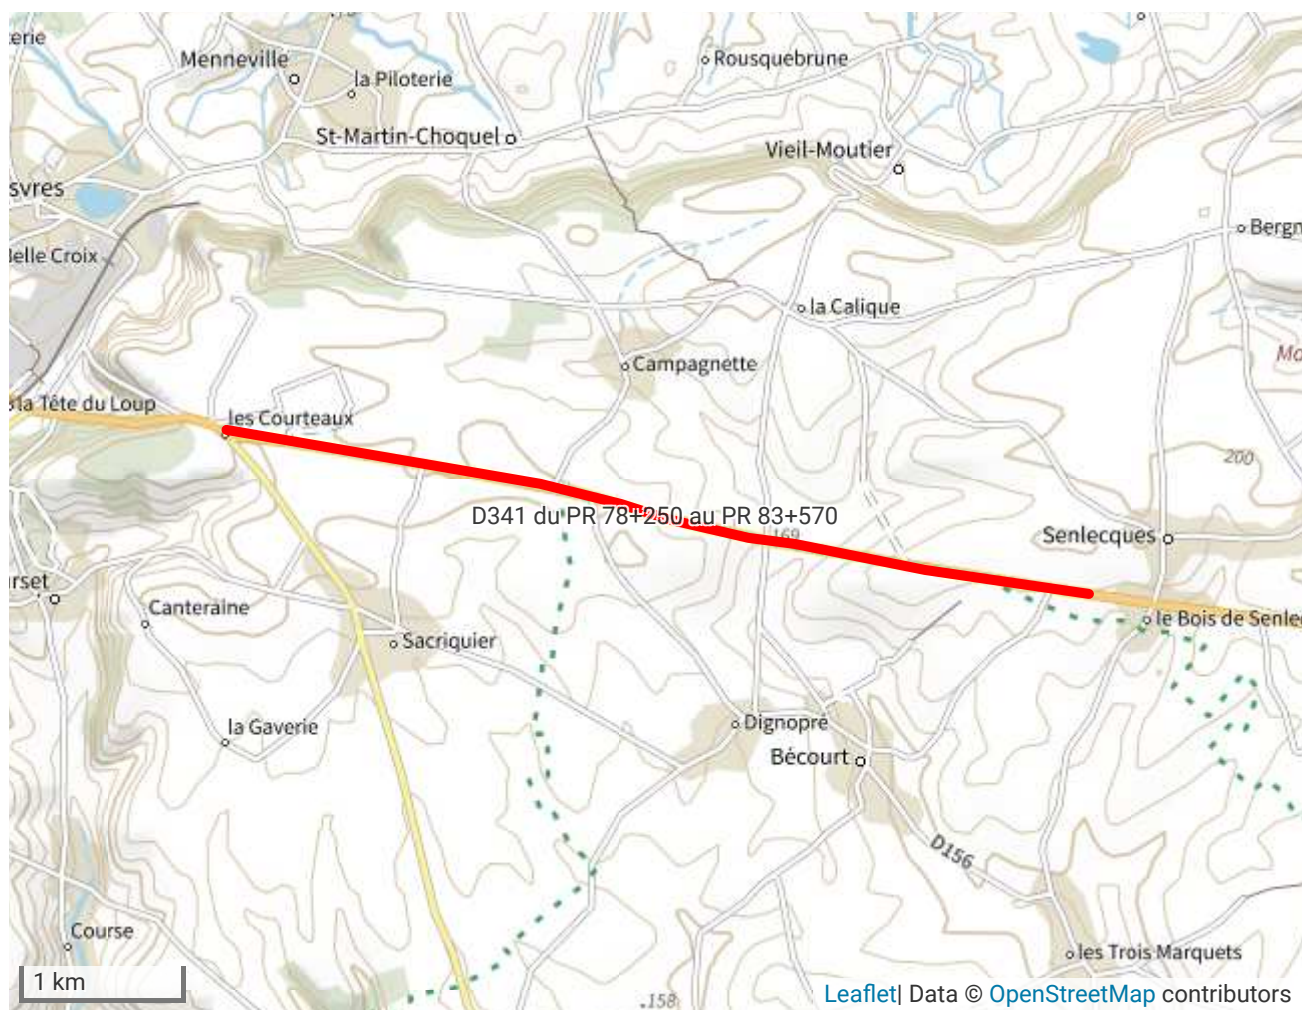 erie
Menneville
la Piloterie
Rousquebrune
St-Martin-Choquel
Vieil-Moutier
svres
Belle Croix
Bergn
la Calique
Campagnette
Mo
la Tête du Loup
les Courteaux
200
D341 du PR 78+250 au PR 83+570
169
Senlecques
urset
Canteraine
Sacriquier
le Bois de Senlec
la Gaverie
Dignopré
Bécourt
D156
Course
les Trois Marquets
1 km
.158
Leaflet| Data © OpenStreetMap contributors